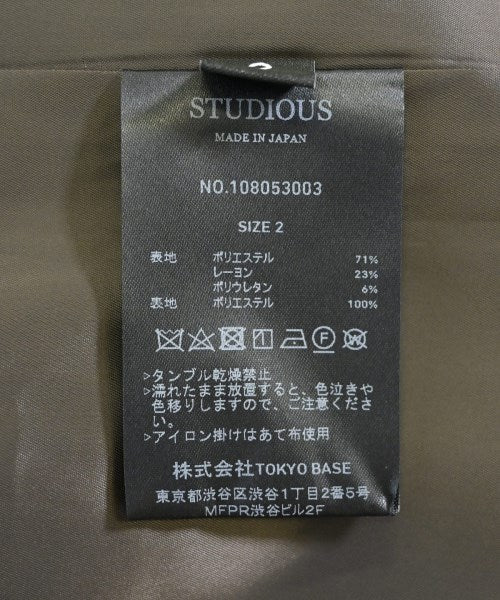 STUDIOUS
MADE IN JAPAN
NO.108053003
SIZE 2
表地 ポリエステル 71%
レーヨン 23%
ポリウレタン 6%
裏地 ポリエステル 100%
F W
>タンブル乾燥禁止
>濡れたまま放置すると、色泣きや
色移りしますので、ご注意くださ
い。
>アイロン掛けはあて布使用
株式会社TOKYO BASE
東京都渋谷区渋谷1丁目2番5号
MFPR渋谷ビル2F